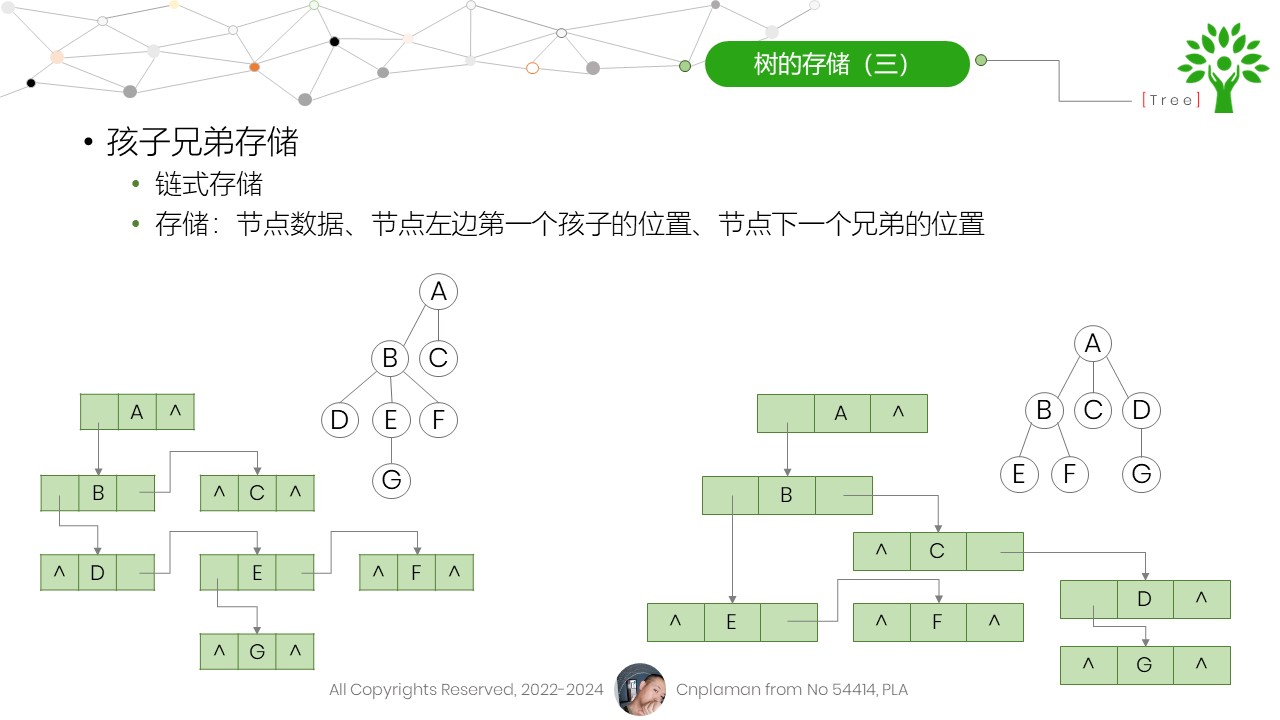 树的存储（三）
[Tree]
• 孩子兄弟存储
• 链式存储
• 存储：节点数据、节点左边第一个孩子的位置、节点下一个兄弟的位置
A
B C
D E F
G
A ^
B
^ C ^
^ D
E
^ F ^
^ G ^
A
B C D
E F G
A ^
B
^ C
D ^
^ E
^ F ^
^ G ^
All Copyrights Reserved, 2022-2024
Cnplaman from No 54414, PLA